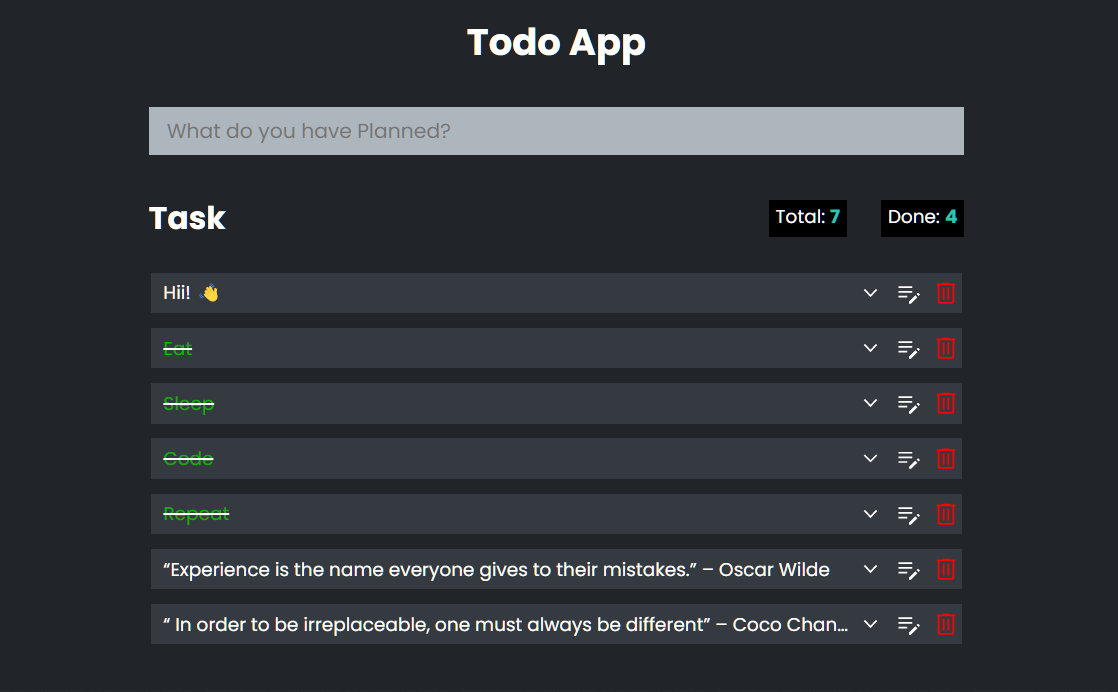 Todo App
What do you have Planned?
Task
Total: 7
Done: 4
Hii! 👋
Eat
Sleep
Code
Repeat
“Experience is the name everyone gives to their mistakes.” – Oscar Wilde
“ In order to be irreplaceable, one must always be different” – Coco Chan...